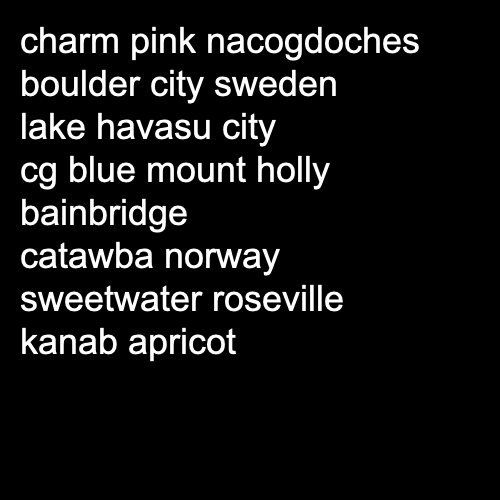 charm pink nacogdoches
boulder city sweden
lake havasu city
cg blue mount holly
bainbridge
catawba norway
sweetwater roseville
kanab apricot